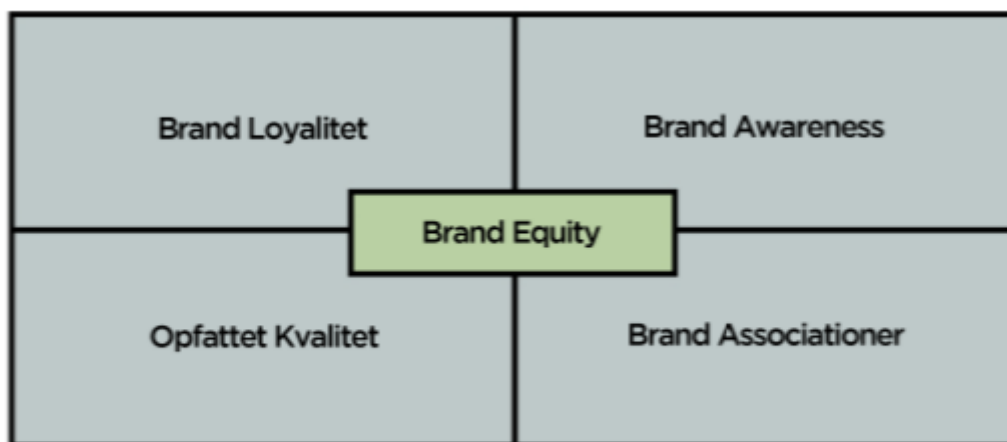 Brand Loyalitet
Brand Awareness
Brand Equity
Opfattet Kvalitet
Brand Associationer